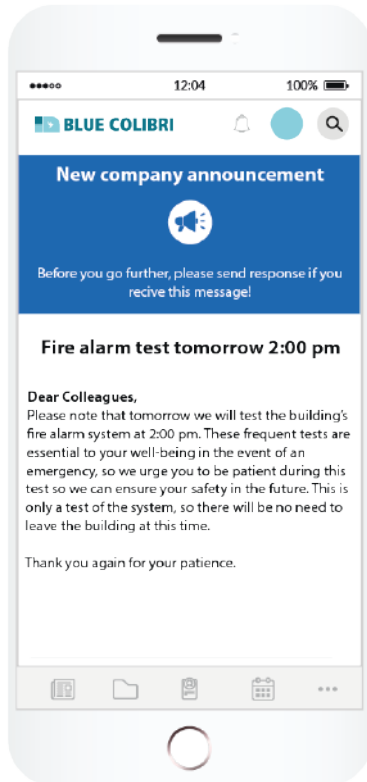 12:04
100%
BLUE COLIBRI
New company announcement
Before you go further, please send response if you
recive this message!
Fire alarm test tomorrow 2:00 pm
Dear Colleagues,
Please note that tomorrow we will test the building's
fire alarm system at 2:00 pm. These frequent tests are
essential to your well-being in the event of an
emergency, so we urge you to be patient during this
test so we can ensure your safety in the future. This is
only a test of the system, so there will be no need to
leave the building at this time.
Thank you again for your patience.